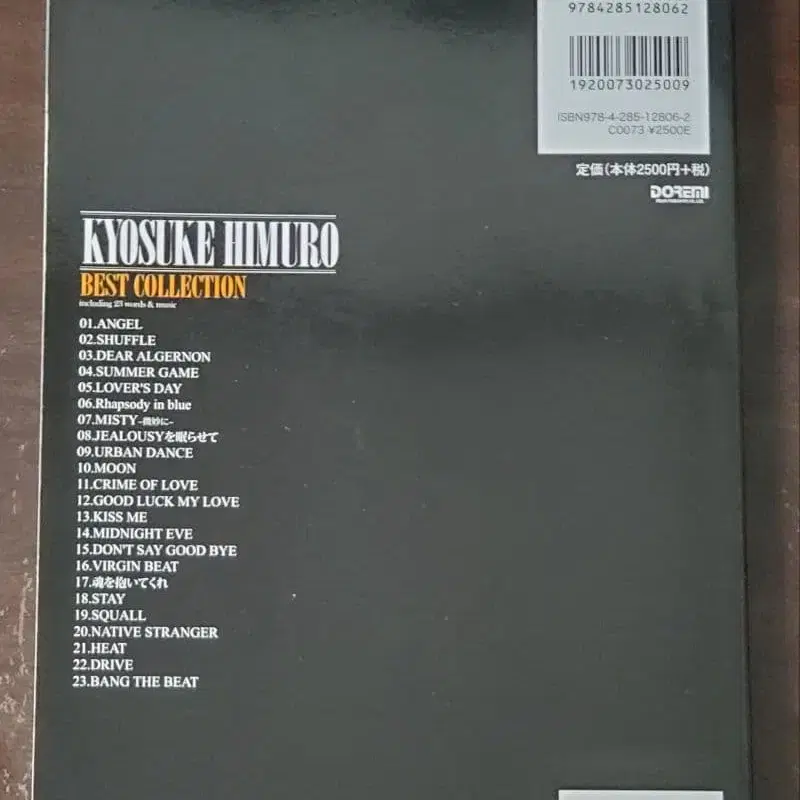 9784285128062
1920073025009
ISBN978-4-285-12806-2
C0073 ¥2500E
定価(本体2500円+税)
DOREMI
KYOSUKE HIMURO
BEST COLLECTION
including 23 words & music
01.ANGEL
02.SHUFFLE
03.DEAR ALGERNON
04.SUMMER GAME
05.LOVER'S DAY
06.Rhapsody in blue
07.MISTY-微妙に-
08.JEALOUSYを眠らせて
09.URBAN DANCE
10.MOON
11.CRIME OF LOVE
12.GOOD LUCK MY LOVE
13.KISS ME
14.MIDNIGHT EVE
15.DON'T SAY GOOD BYE
16.VIRGIN BEAT
17.魂を抱いてくれ
18.STAY
19.SQUALL
20.NATIVE STRANGER
21.HEAT
22.DRIVE
23.BANG THE BEAT